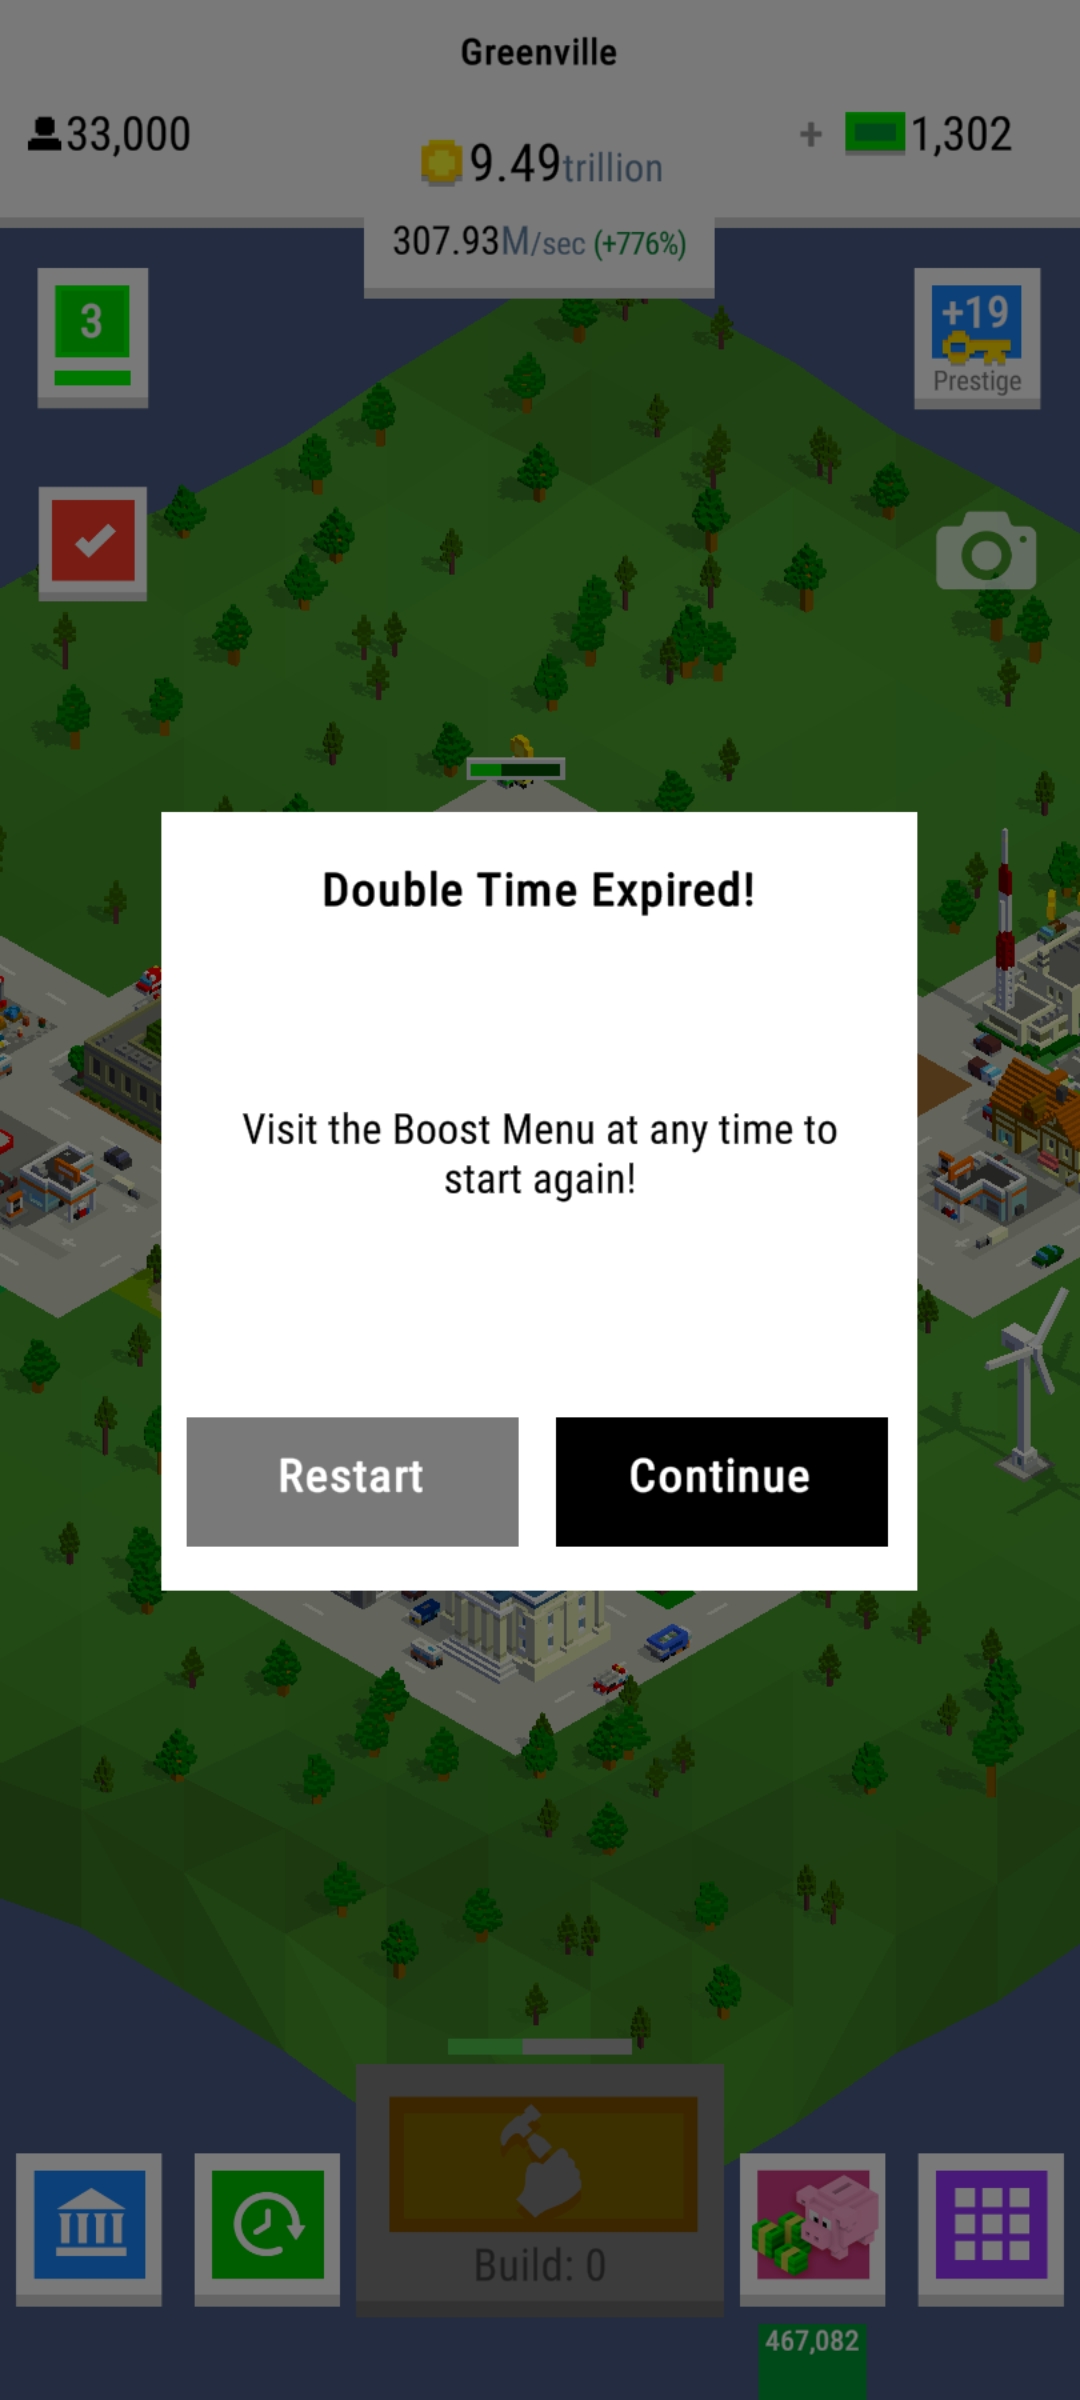 Greenville
33,000
9.49trillion
+ 1,302
307.93M/sec (+776%)
3
+19
Prestige
Double Time Expired!
Visit the Boost Menu at any time to
start again!
Restart
Continue
Build: 0
467,082